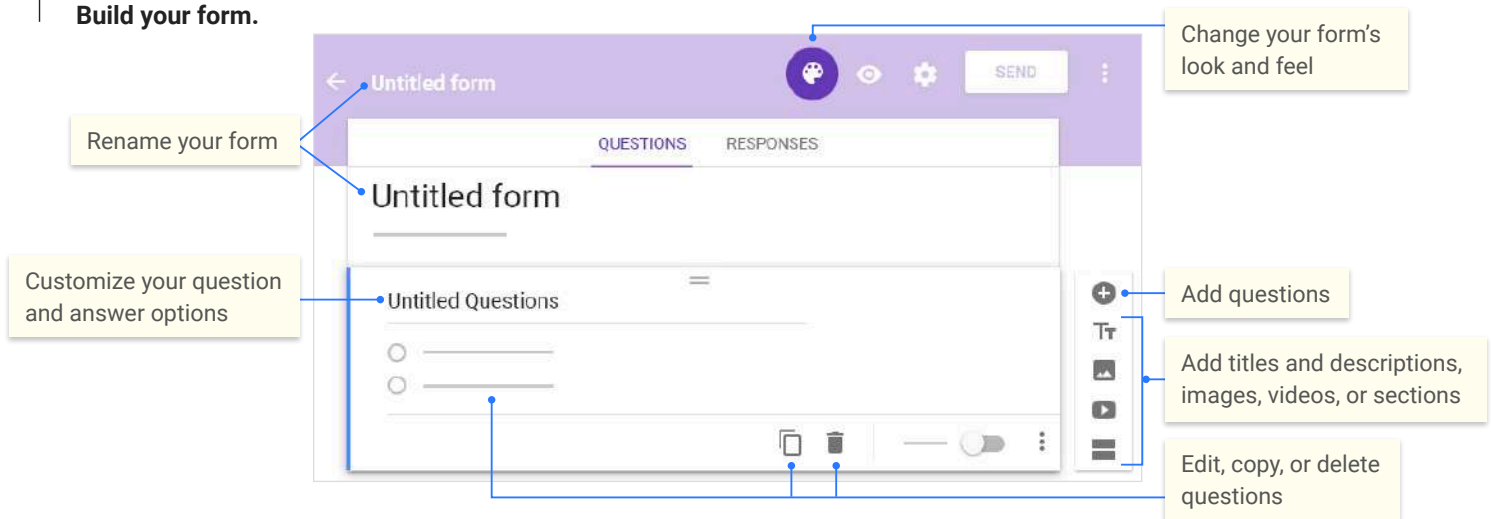 Build your form.
Change your form's
look and feel
Untitled form
SEND
Rename your form
QUESTIONS RESPONSES
Untitled form
Customize your question
and answer options
Untitled Questions
Add questions
Tт
Add titles and descriptions,
images, videos, or sections
Edit, copy, or delete
questions